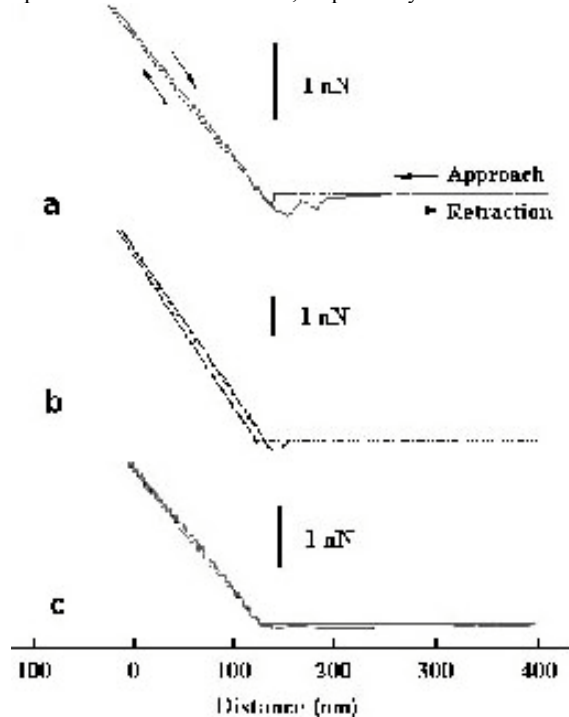 1 nN
Approach
a
Retraction
1 nN
b
1 nN
c
100 0 100 200 300 400
Distance (nm)